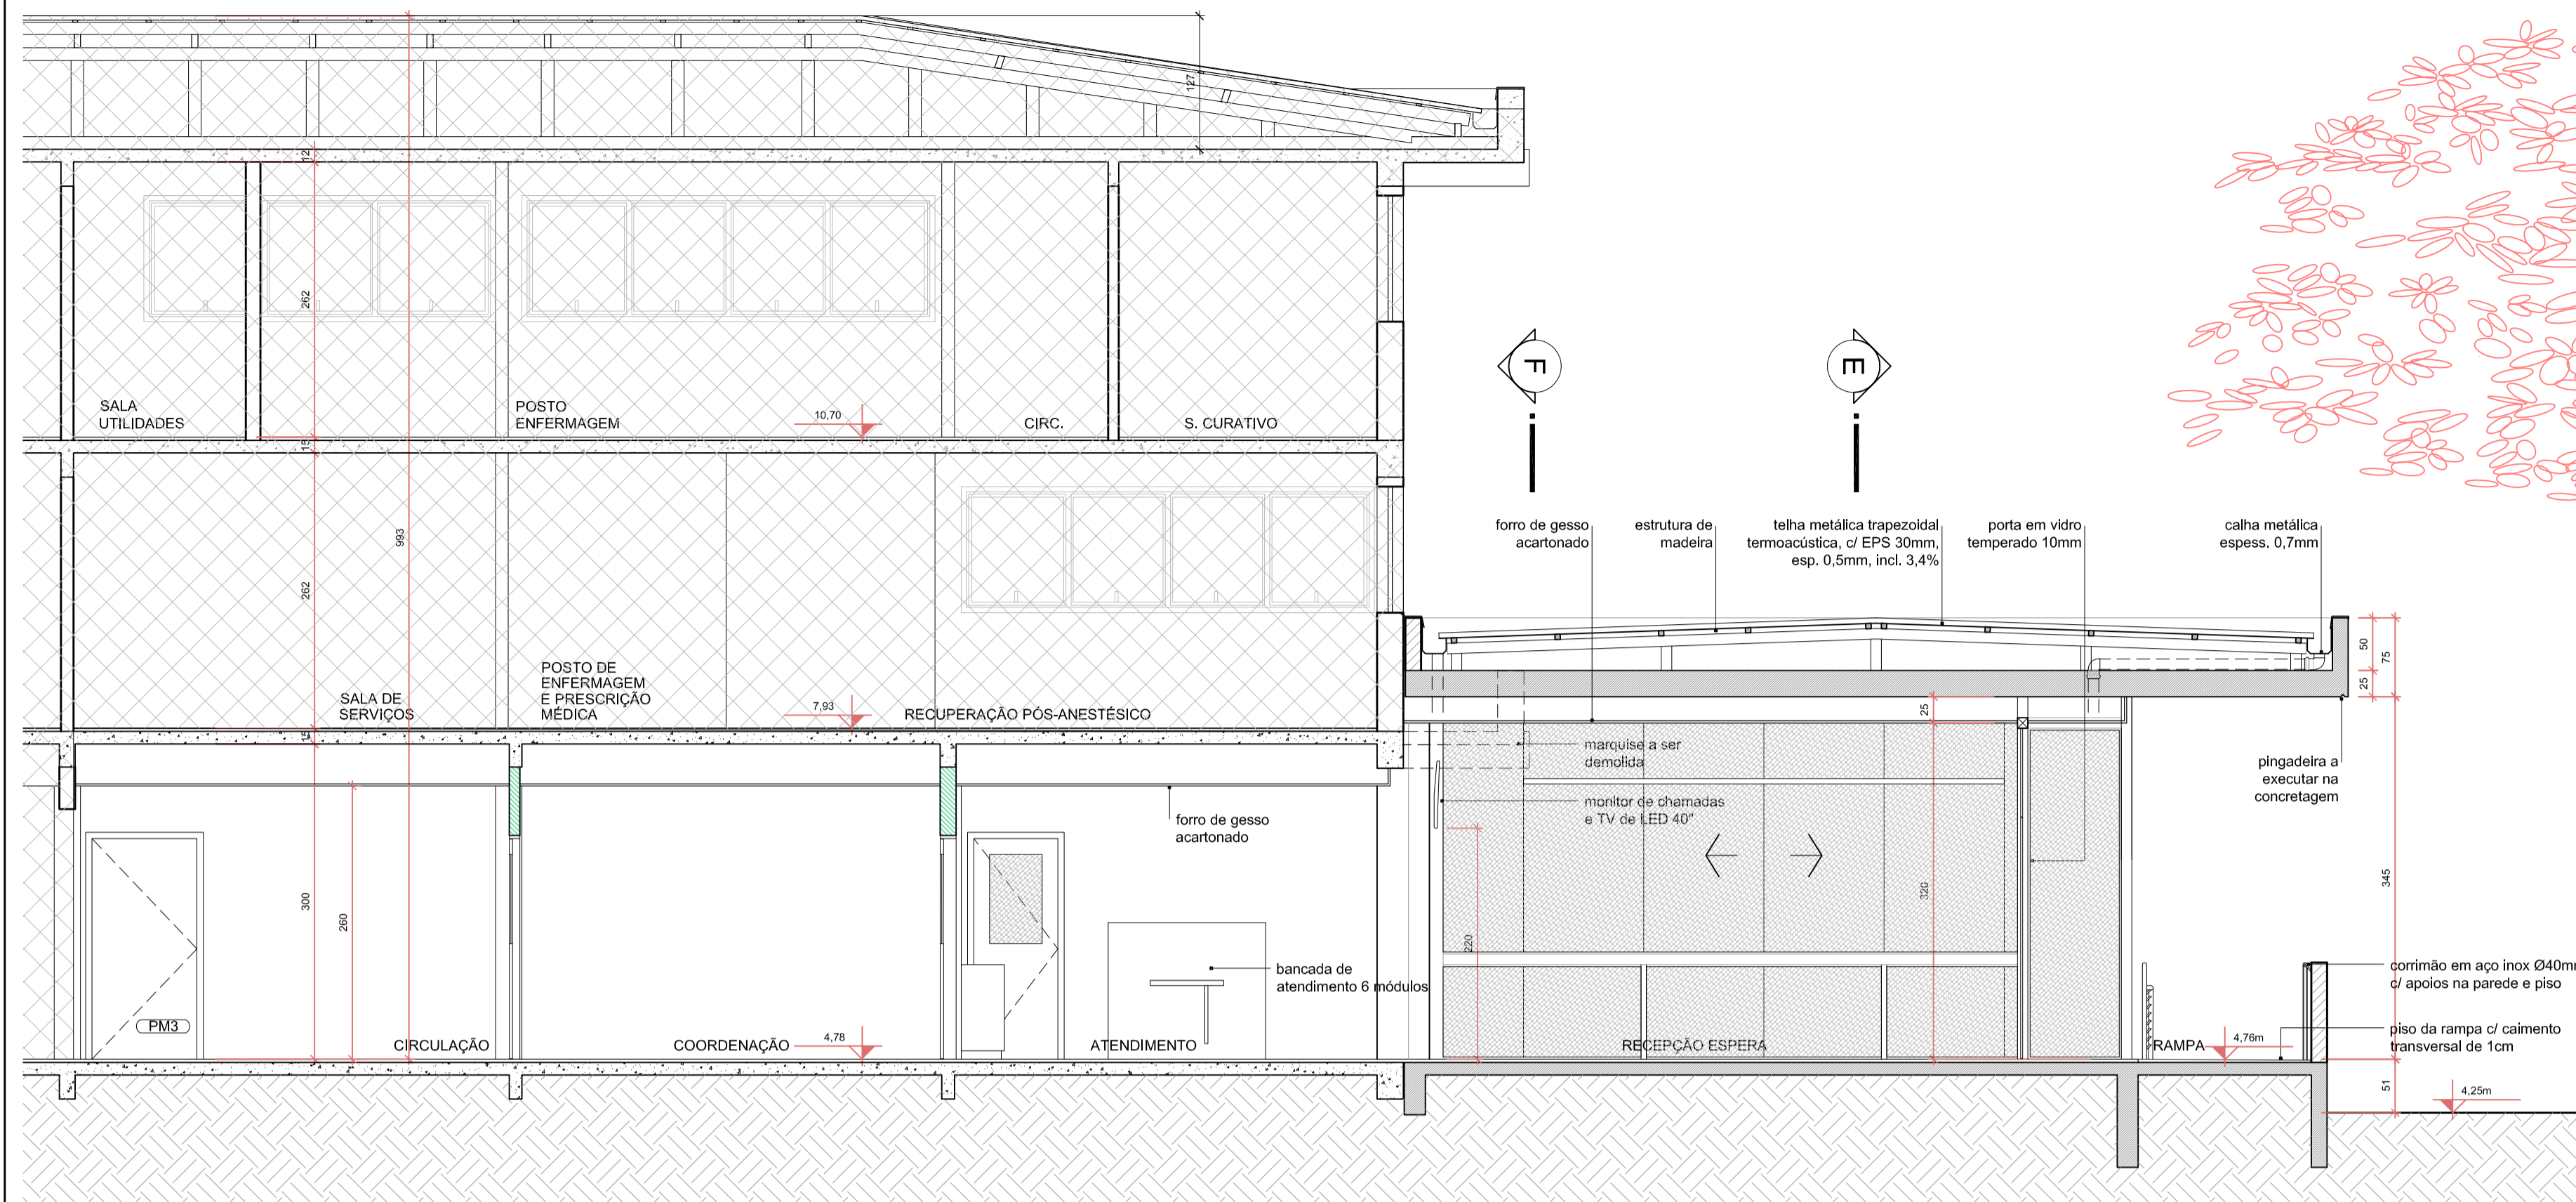 127
12
262
993
SALA
UTILIDADES
POSTO
ENFERMAGEM
10,70
CIRC.
S. CURATIVO
F
E
15
262
forro de gesso
acartonado
estrutura de
madeira
telha metálica trapezoidal
termoacústica, c/ EPS 30mm,
esp. 0,5mm, incl. 3,4%
porta em vidro
temperado 10mm
calha metálica
espess. 0,7mm
50
75
25
SALA DE
SERVIÇOS
POSTO DE
ENFERMAGEM
E PRESCRIÇÃO
MÉDICA
7,93
RECUPERAÇÃO PÓS-ANESTÉSICO
15
25
marquise a ser
demolida
pingadeira a
executar na
concretagem
monitor de chamadas
e TV de LED 40"
forro de gesso
acartonado
300
260
220
320
345
bancada de
atendimento 6 módulos
corrimão em aço inox Ø40m
c/ apoios na parede e piso
PM3
CIRCULAÇÃO
COORDENAÇÃO
4,78
ATENDIMENTO
RECEPÇÃO ESPERA
RAMPA
4,76m
piso da rampa c/ caimento
transversal de 1cm
51
4,25m